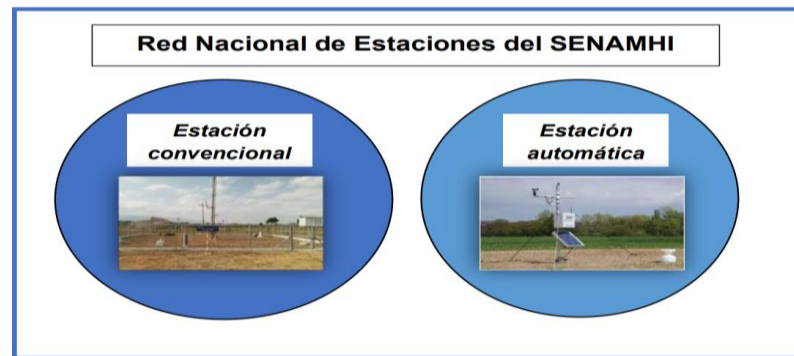 Red Nacional de Estaciones del SENAMHI
Estación
convencional
Estación
automática